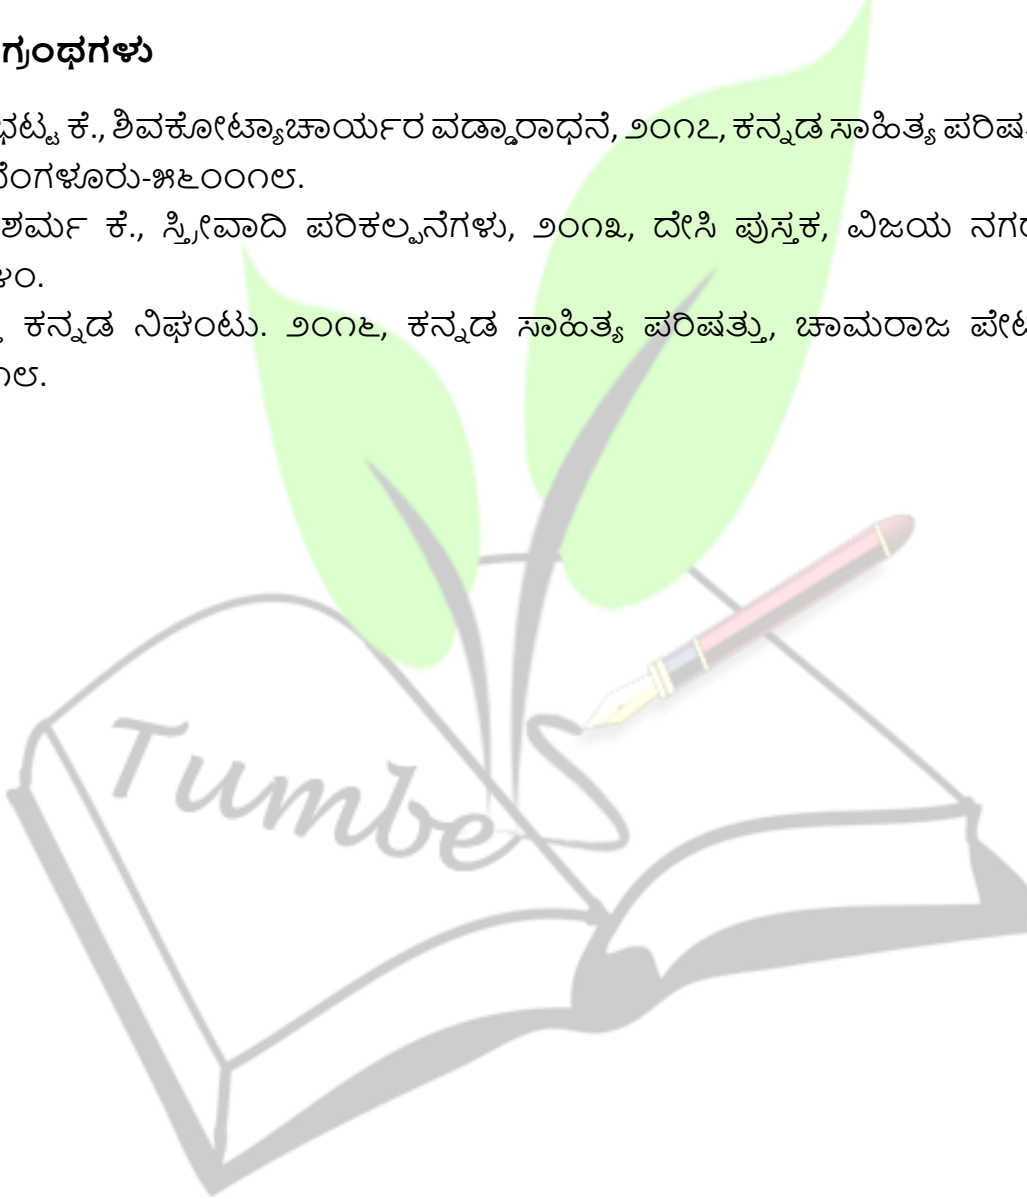 ಗ್ರಂಥಗಳು
ಭಟ್ಟ ಕೆ., ಶಿವಕೋಟ್ಯಾಚಾರ್ಯರ ವಡ್ಡಾರಾಧನೆ, ೨೦೧೭, ಕನ್ನಡ ಸಾಹಿತ್ಯ ಪರಿಷ
ಬೆಂಗಳೂರು-೫೬೦೦೧೮.
ಶರ್ಮ ಕೆ., ಸ್ತ್ರೀವಾದಿ ಪರಿಕಲ್ಪನೆಗಳು, ೨೦೧೩, ದೇಸಿ ಪುಸ್ತಕ, ವಿಜಯ ನಗರ
೪೦.
ಕನ್ನಡ ನಿಘಂಟು. ೨೦೧೬, ಕನ್ನಡ ಸಾಹಿತ್ಯ ಪರಿಷತ್ತು, ಚಾಮರಾಜ ಪೇಟ
೧೮.
Tumbe